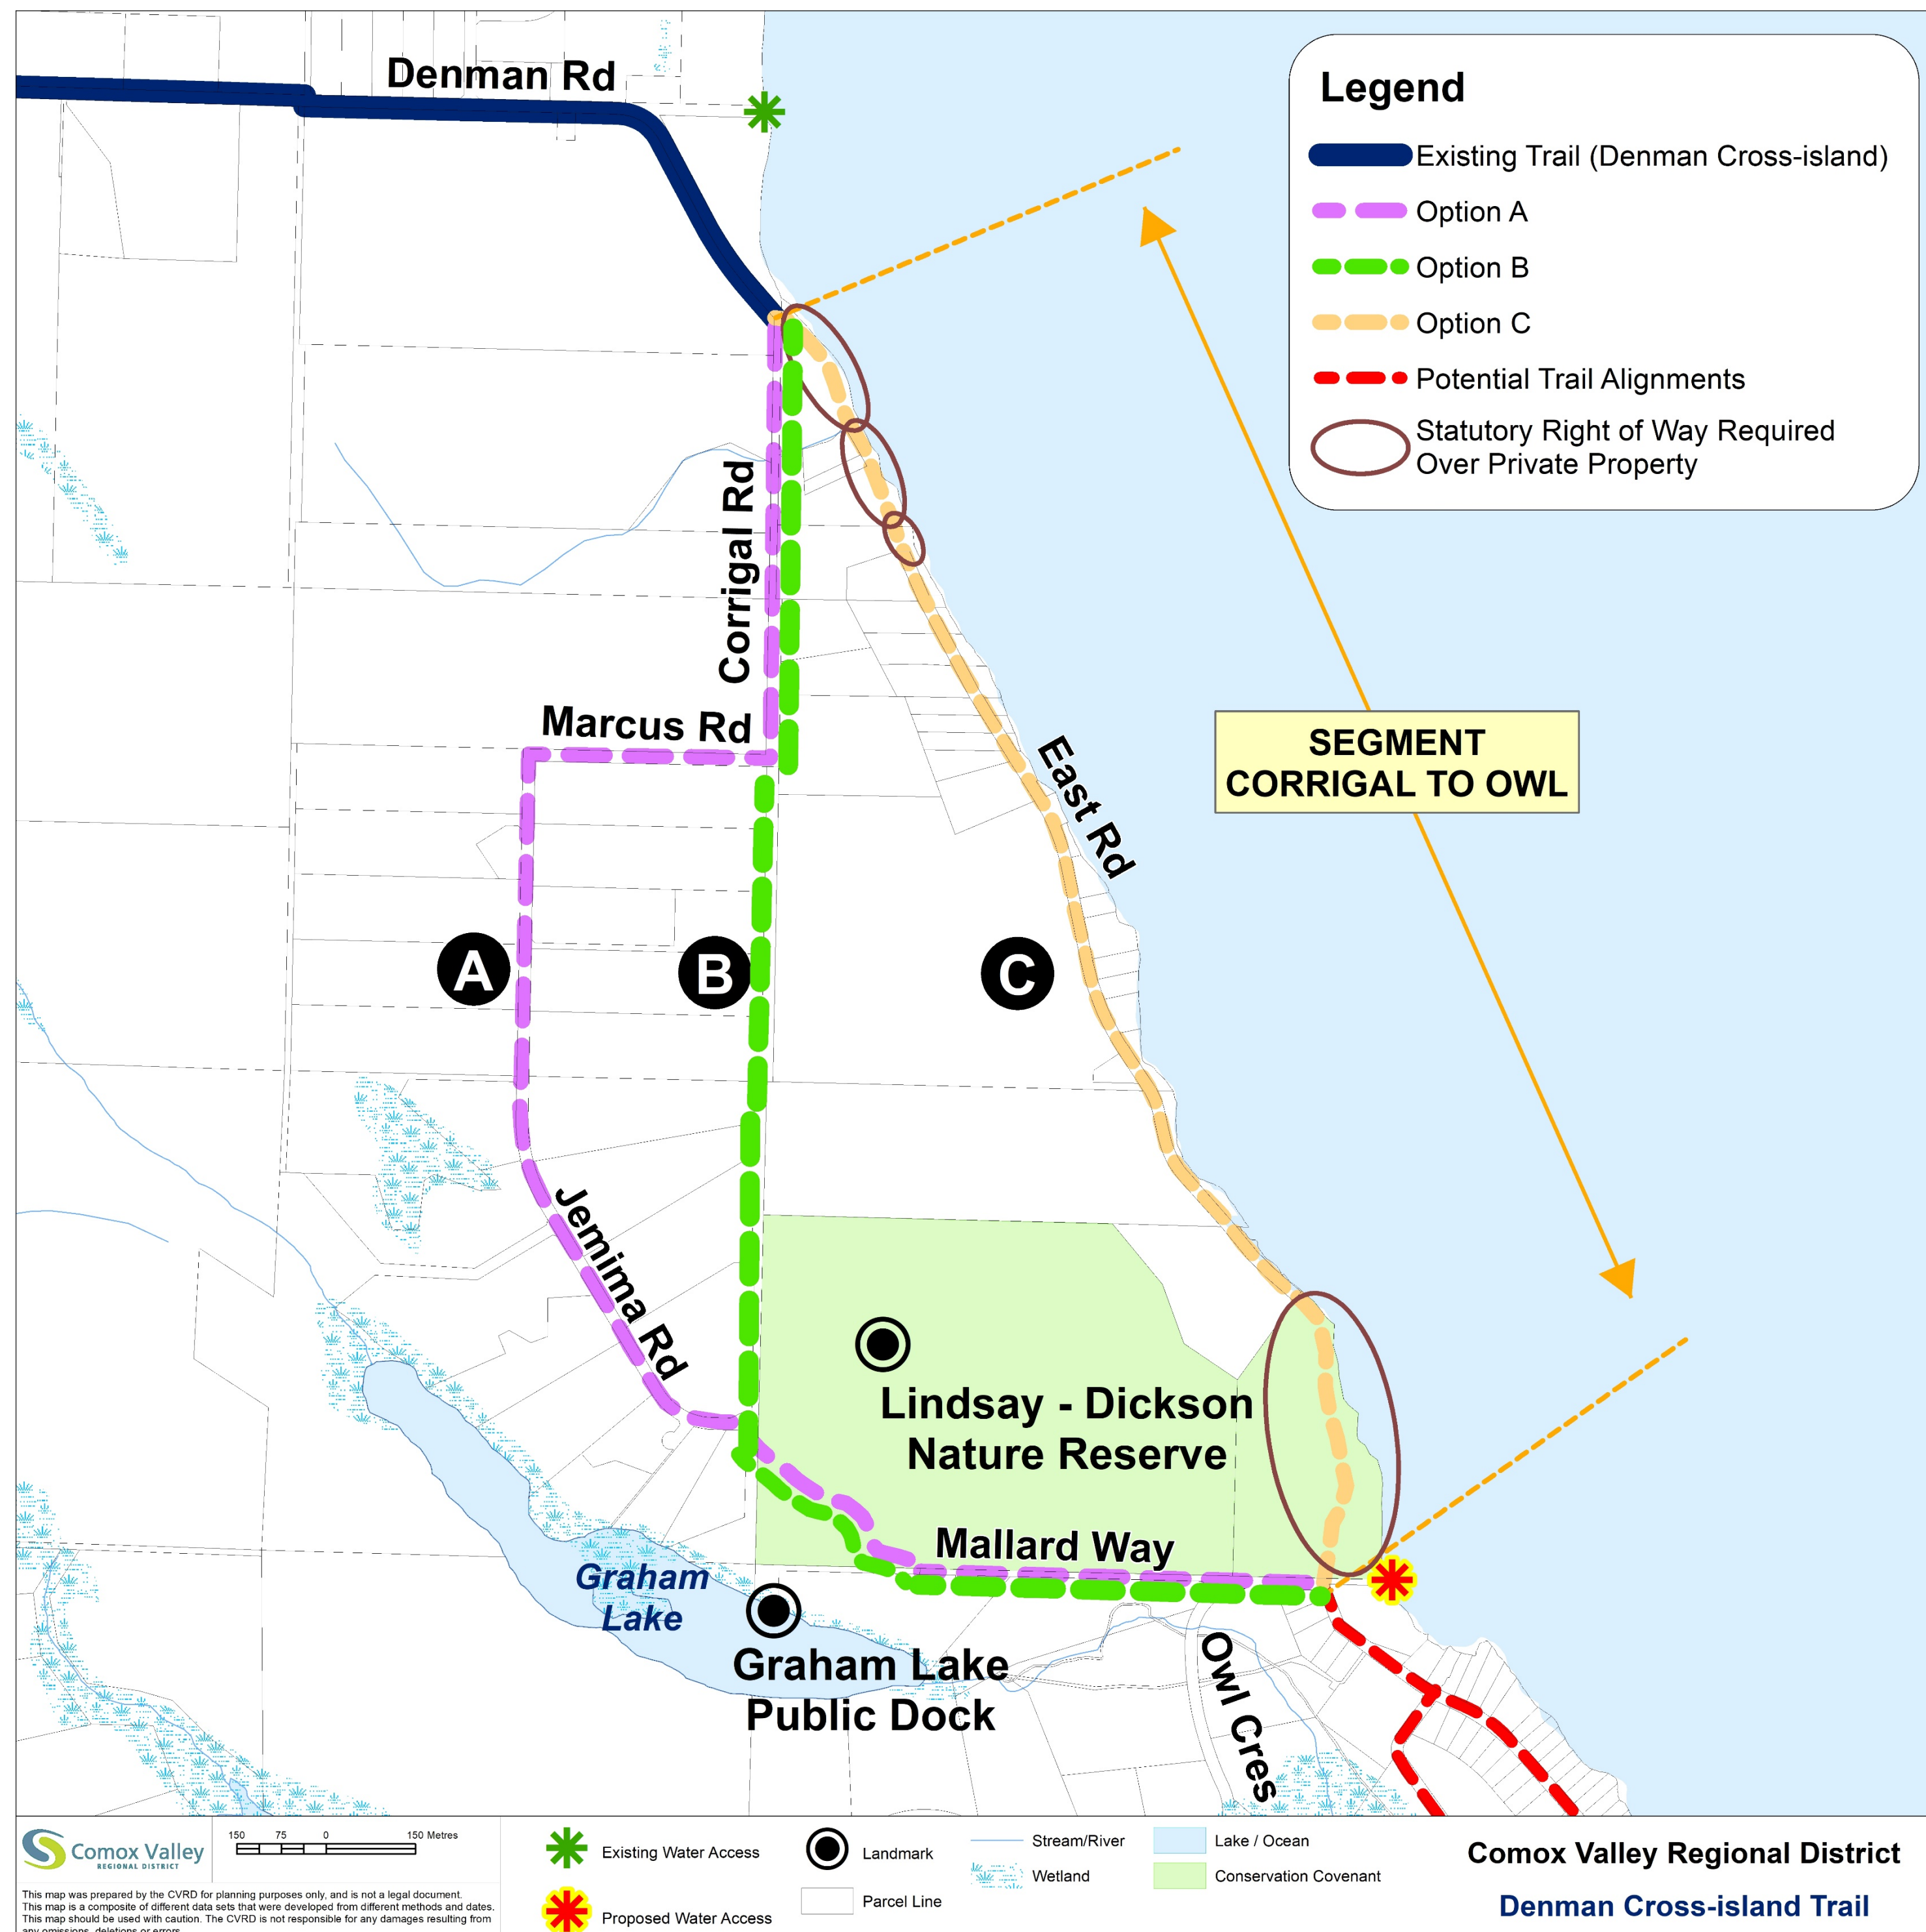 Denman Rd
Legend
Existing Trail (Denman Cross-island)
Option A
Option B
Option C
Potential Trail Alignments
Statutory Right of Way Required
Over Private Property
Corrigal Rd
Marcus Rd
East Rd
SEGMENT
CORRIGAL TO OWL
A
B
C
Jemima Rd
Lindsay - Dickson
Nature Reserve
Mallard Way
Graham
Lake
Graham Lake
Public Dock
Owl Cres
Comox Valley
REGIONAL DISTRICT
150 75 0 150 Metres
This map was prepared by the CVRD for planning purposes only, and is not a legal document.
This map is a composite of different data sets that were developed from different methods and dates.
This map should be used with caution. The CVRD is not responsible for any damages resulting from
any omissions, deletions or errors
Existing Water Access
Proposed Water Access
Landmark
Parcel Line
Stream/River
Wetland
Lake / Ocean
Conservation Covenant
Comox Valley Regional District
Denman Cross-island Trail